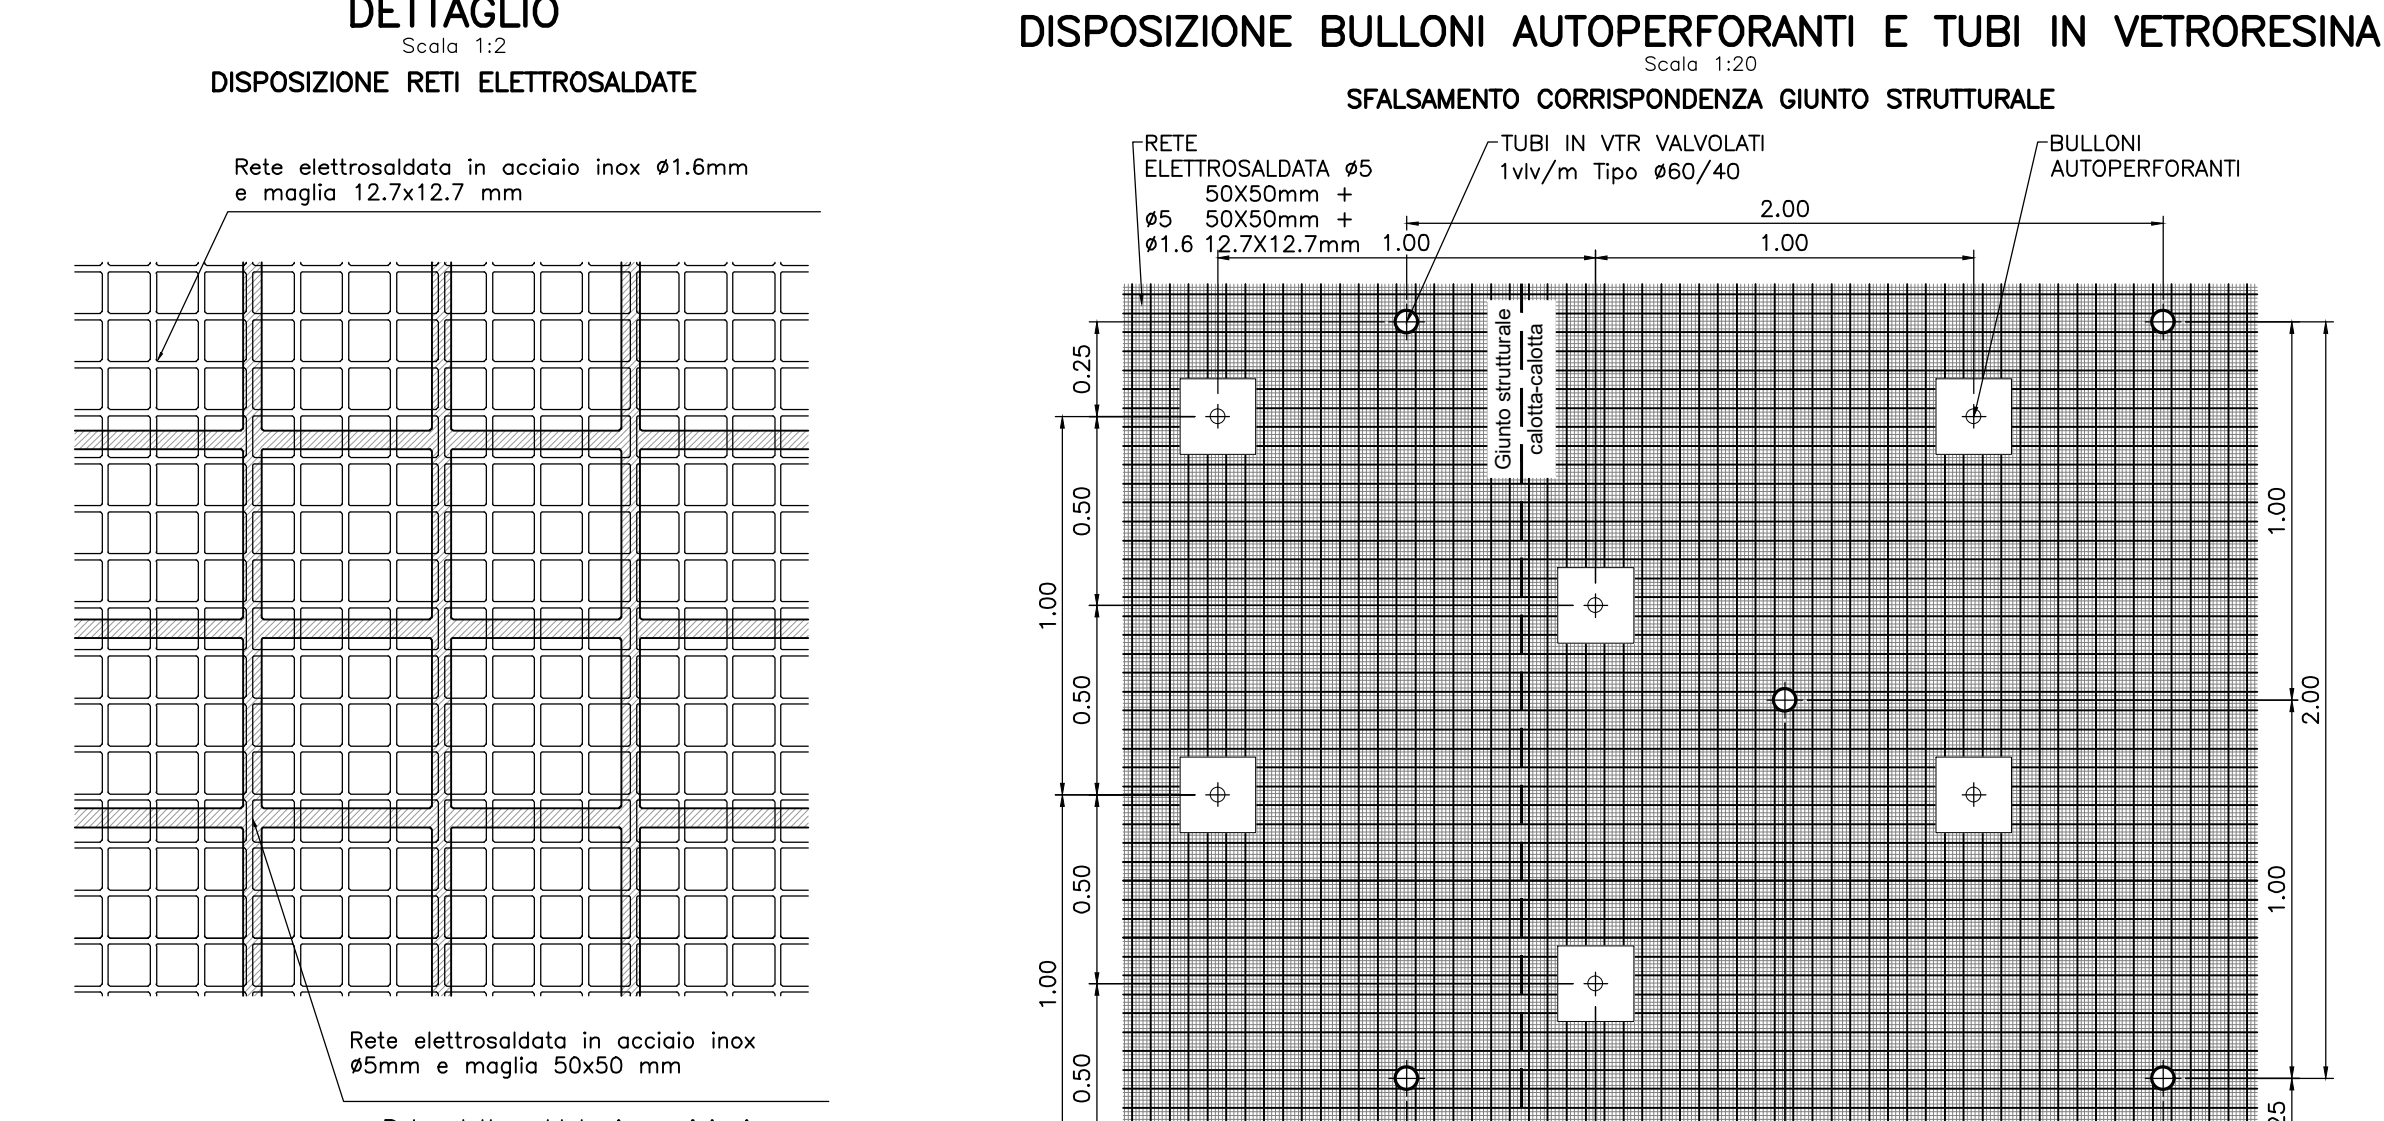 DETTAGLIO
Scala 1:2
DISPOSIZIONE RETI ELETTROSALDATE
Rete elettrosaldata in acciaio inox ø1.6mm
e maglia 12.7x12.7 mm
Rete elettrosaldata in acciaio inox
ø5mm e maglia 50x50 mm
DISPOSIZIONE BULLONI AUTOPERFORANTI E TUBI IN VETRORESINA
Scala 1:20
SFALSAMENTO CORRISPONDENZA GIUNTO STRUTTURALE
RETE
ELETTROSALDATA ø5
50X50mm +
ø5 50X50mm +
ø1.6 12.7X12.7mm
TUBI IN VTR VALVOLATI
1vlv/m Tipo ø60/40
BULLONI
AUTOPERFORANTI
2.00
1.00
1.00
Giunto strutturale
calotta-calotta
0.25
0.50
1.00
0.50
0.50
1.00
0.50
1.00
2.00
1.00